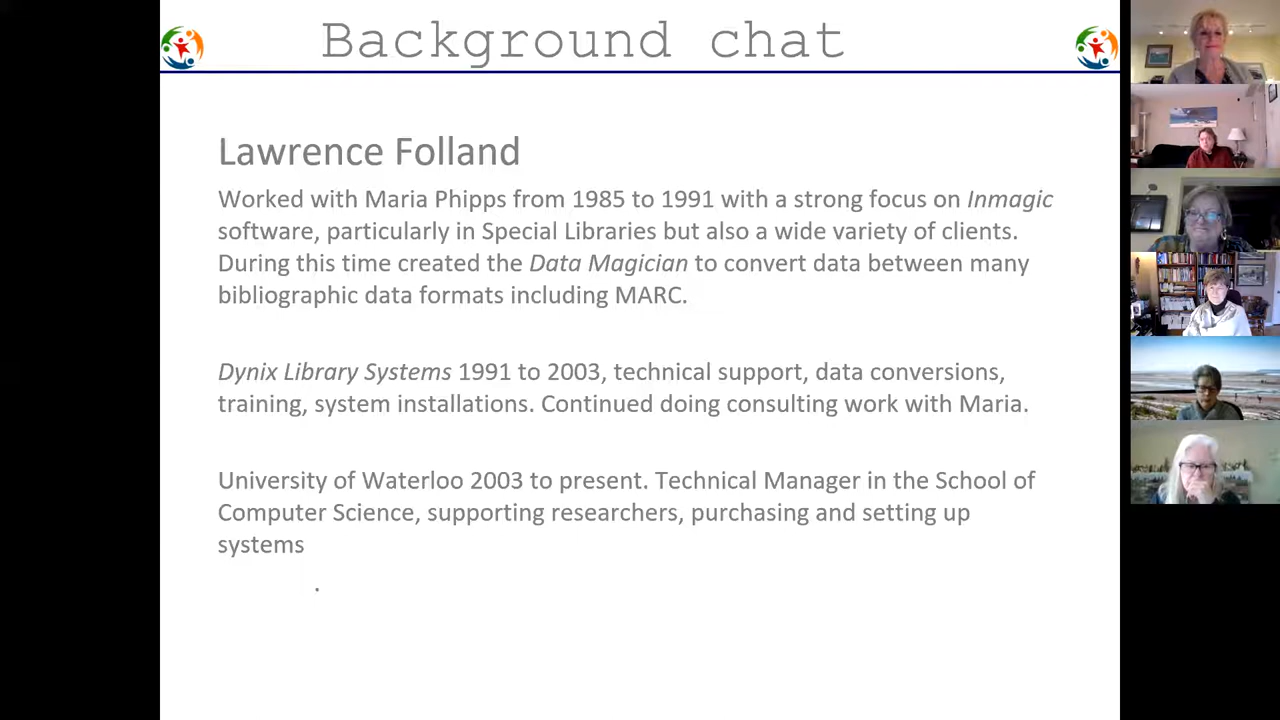 Background chat
Lawrence Folland
Worked with Maria Phipps from 1985 to 1991 with a strong focus on Inmagic
software, particularly in Special Libraries but also a wide variety of clients.
During this time created the Data Magician to convert data between many
bibliographic data formats including MARC.
Dynix Library Systems 1991 to 2003, technical support, data conversions,
training, system installations. Continued doing consulting work with Maria.
University of Waterloo 2003 to present. Technical Manager in the School of
Computer Science, supporting researchers, purchasing and setting up
systems
.